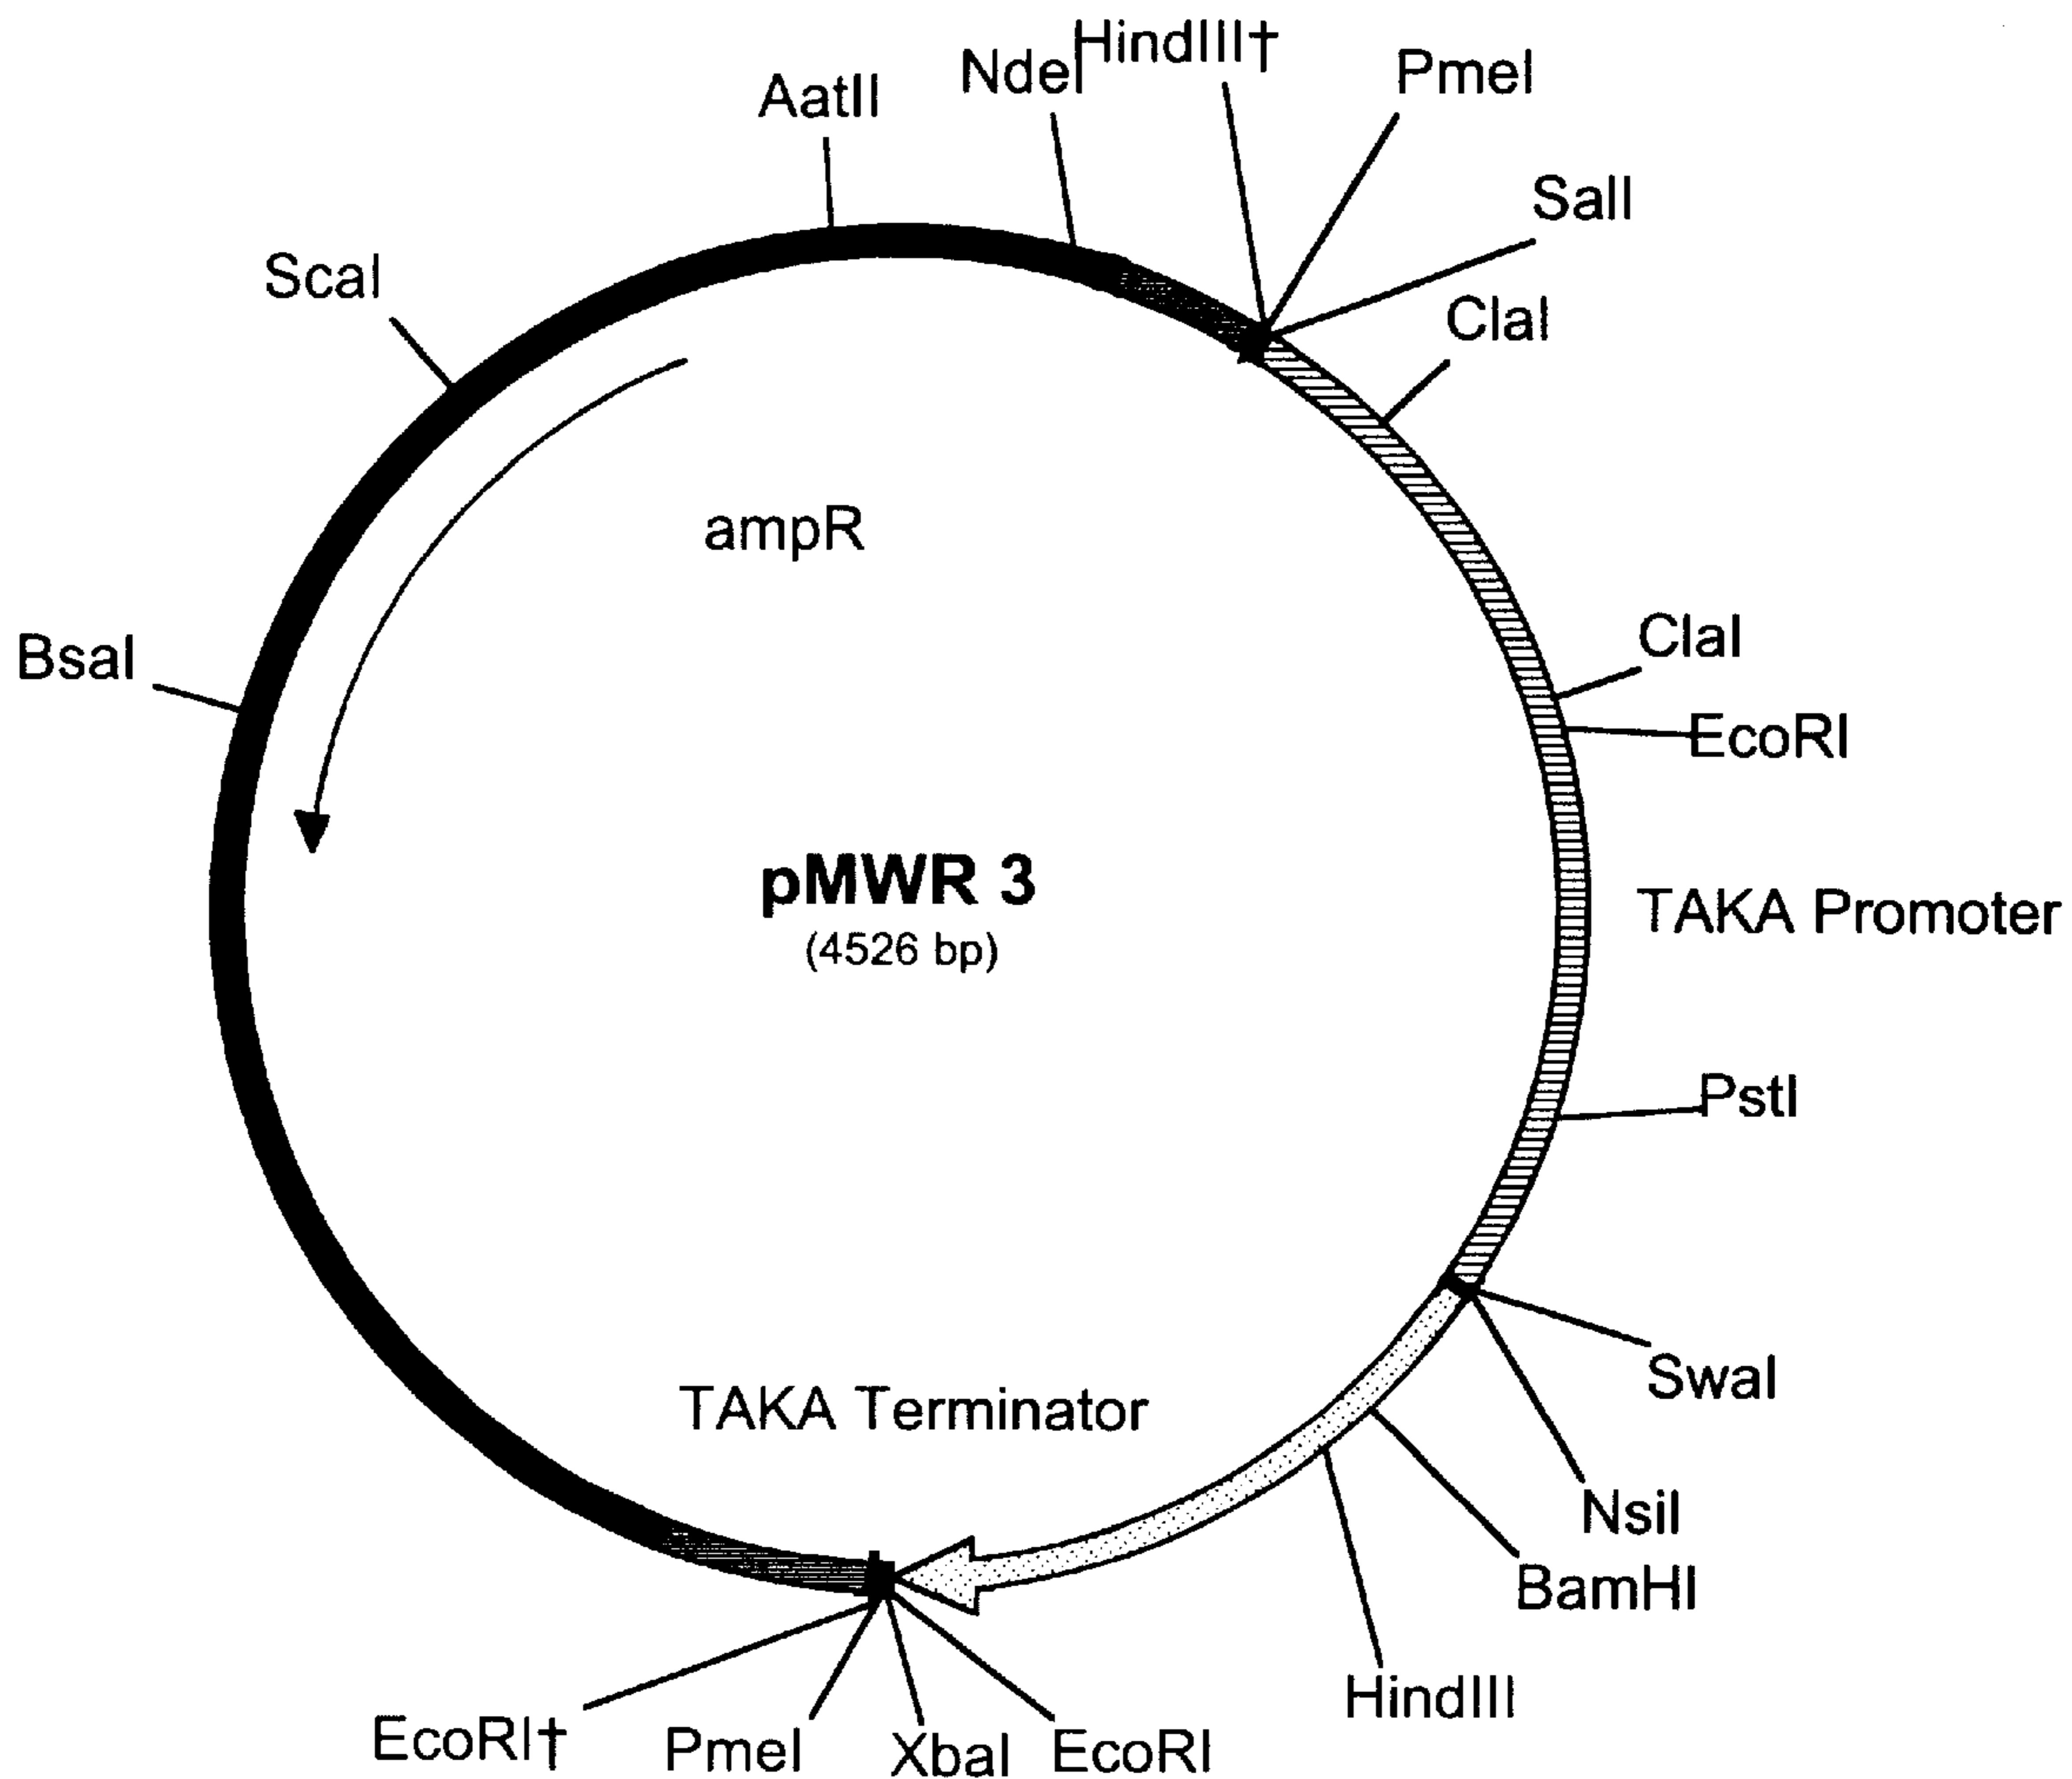 HindIII†
NdeI
PmeI
AatII
SalI
ScaI
ClaI
ampR
ClaI
BsaI
EcoRI
pMWR 3
(4526 bp)
TAKA Promoter
PstI
SwaI
TAKA Terminator
NsiI
BamHI
HindIII
EcoRI†
PmeI
XbaI
EcoRI